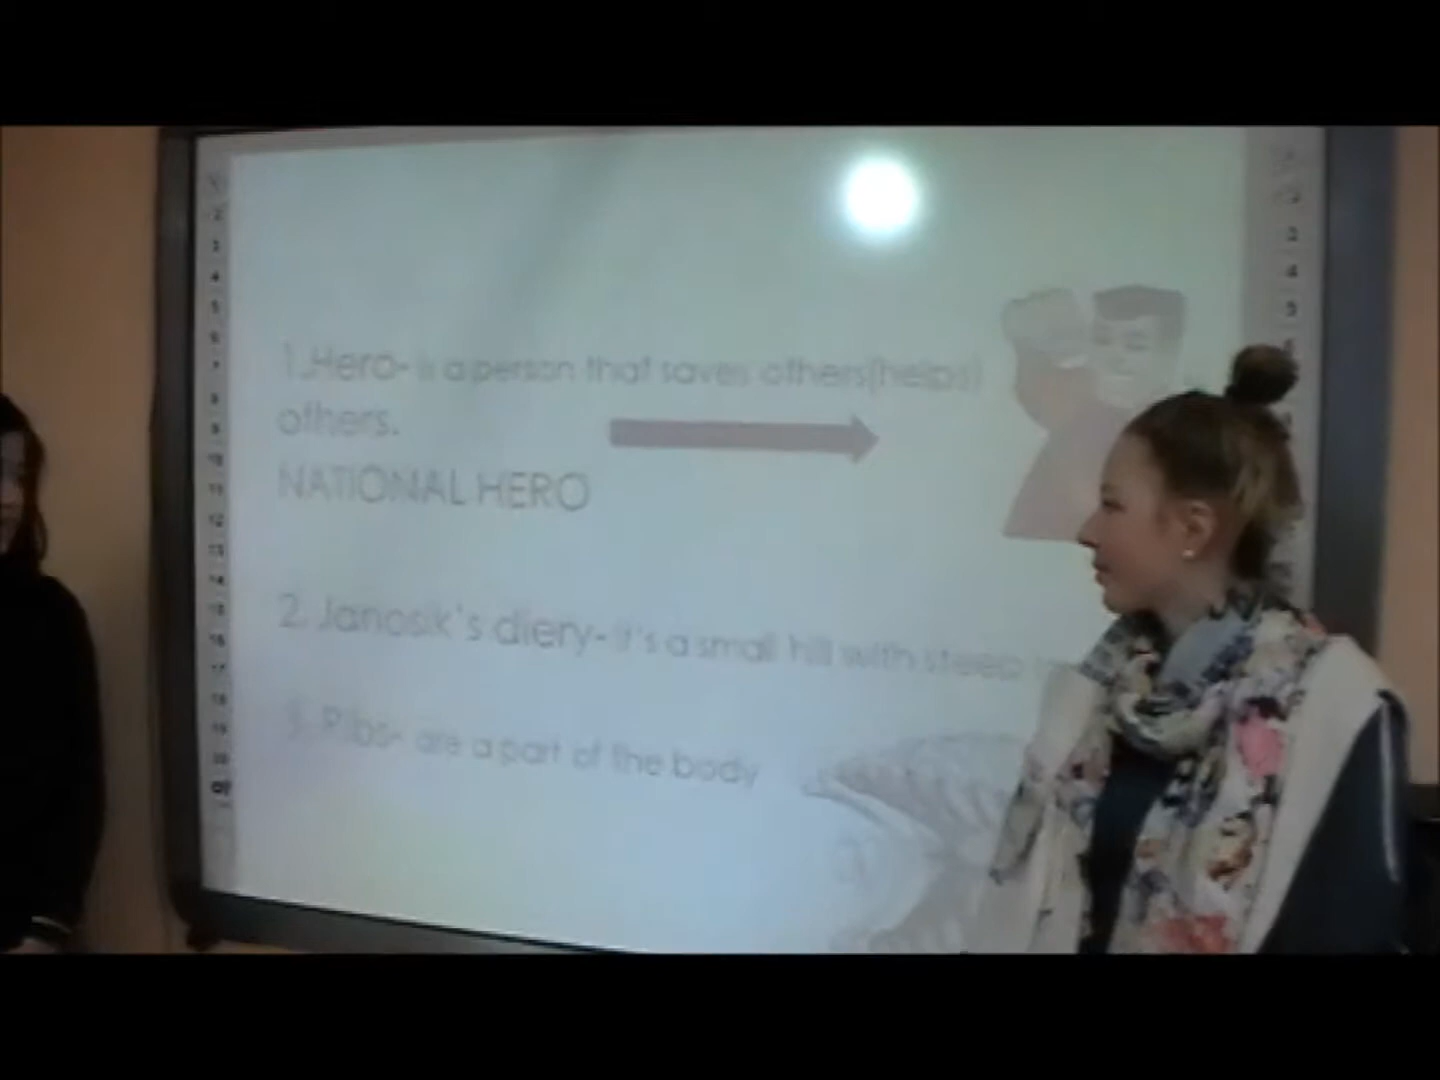 1.Hero- is a person that saves others(helps)
others.
NATIONAL HERO
2. Janosik's diery- it's a small hill with steep
3. Ribs- are a part of the body